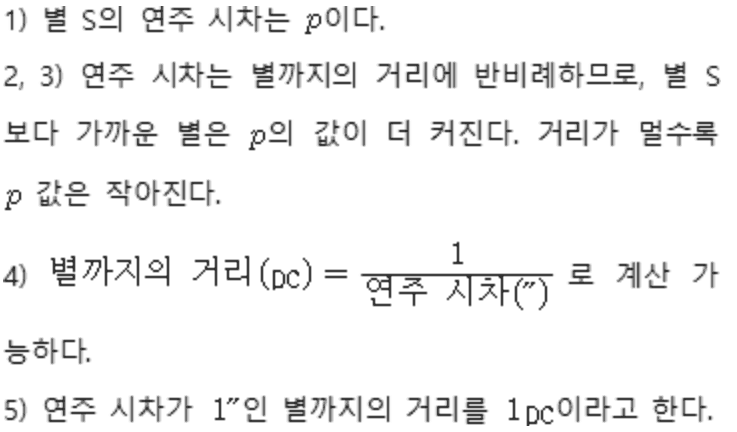 1) 별 S의 연주 시차는 p이다.
2, 3) 연주 시차는 별까지의 거리에 반비례하므로, 별 S
보다 가까운 별은 p의 값이 더 커진다. 거리가 멀수록
p 값은 작아진다.
4) 별까지의 거리(pc) = 1/연주 시차(″) 로 계산 가
능하다.
5) 연주 시차가 1″인 별까지의 거리를 1pc이라고 한다.